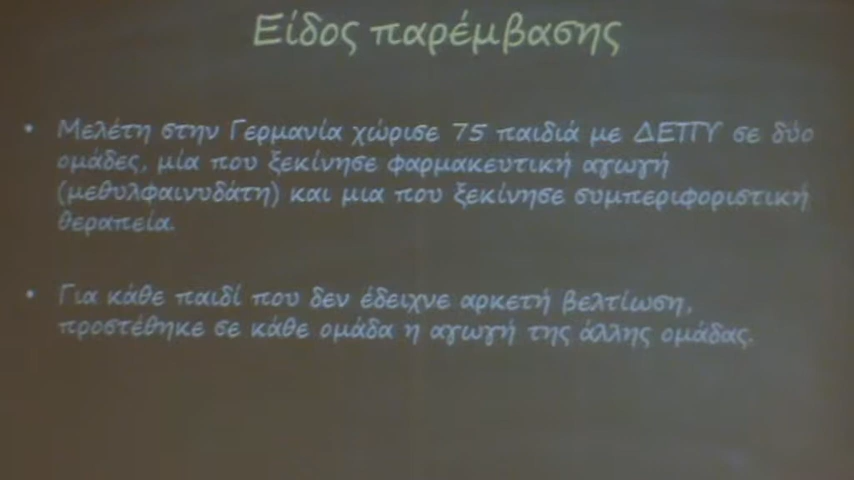 Είδος παρέμβασης
• Μελέτη στην Γερμανία χώρισε 75 παιδιά με ΔΕΠΥ σε δύο
ομάδες, μία που ξεκίνησε φαρμακευτική αγωγή
(μεθυλφαινυδάτη) και μια που ξεκίνησε συμπεριφοριστική
θεραπεία.
• Για κάθε παιδί που δεν έδειχνε αρκετή βελτίωση,
προστέθηκε σε κάθε ομάδα η αγωγή της άλλης ομάδας.